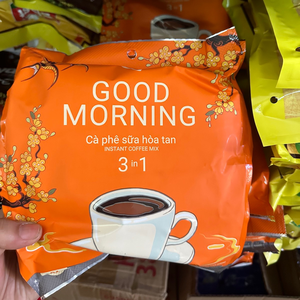 GOOD
MORNING
Cà phê sữa hòa tan
INSTANT COFFEE MIX
3 in 1